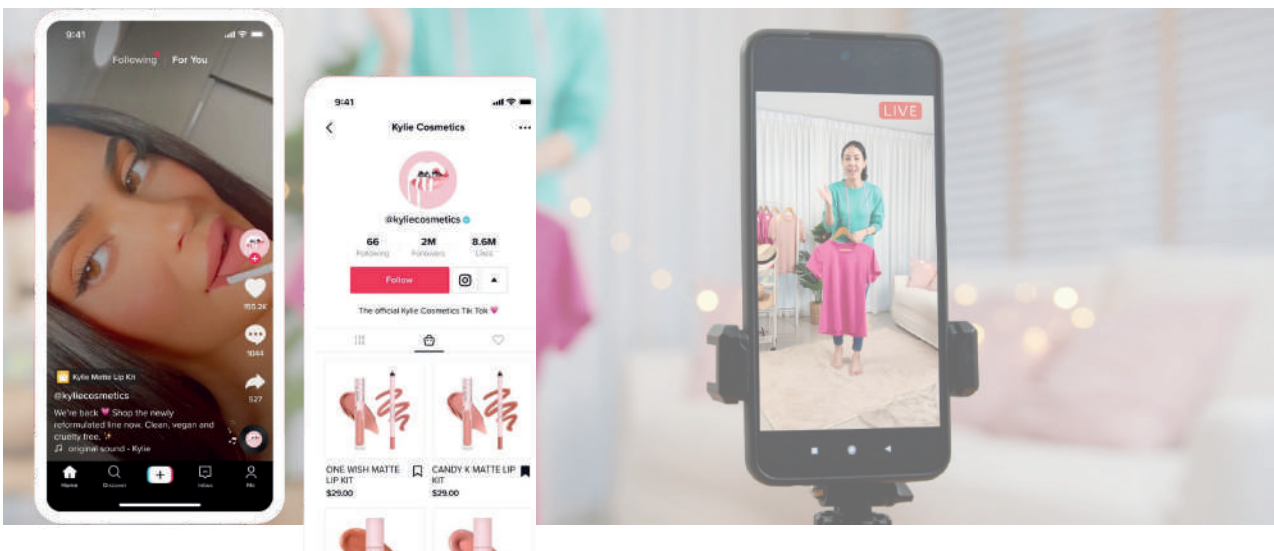 9:41
Following For You
155.2K
1044
527
Kylie Matte Lip Kit
@kyliecosmetics
We're back 💗 Shop the newly
reformulated line now. Clean, vegan and
cruelty free. ✨
original sound - Kylie
Home
Discover
Inbox
Me
9:41
Kylie Cosmetics
@kyliecosmetics
66 2M 8.6M
Following Followers Likes
Follow
The official Kylie Cosmetics Tik Tok 💗
ONE WISH MATTE
LIP KIT
$29.00
CANDY K MATTE LIP
KIT
$29.00
LIVE